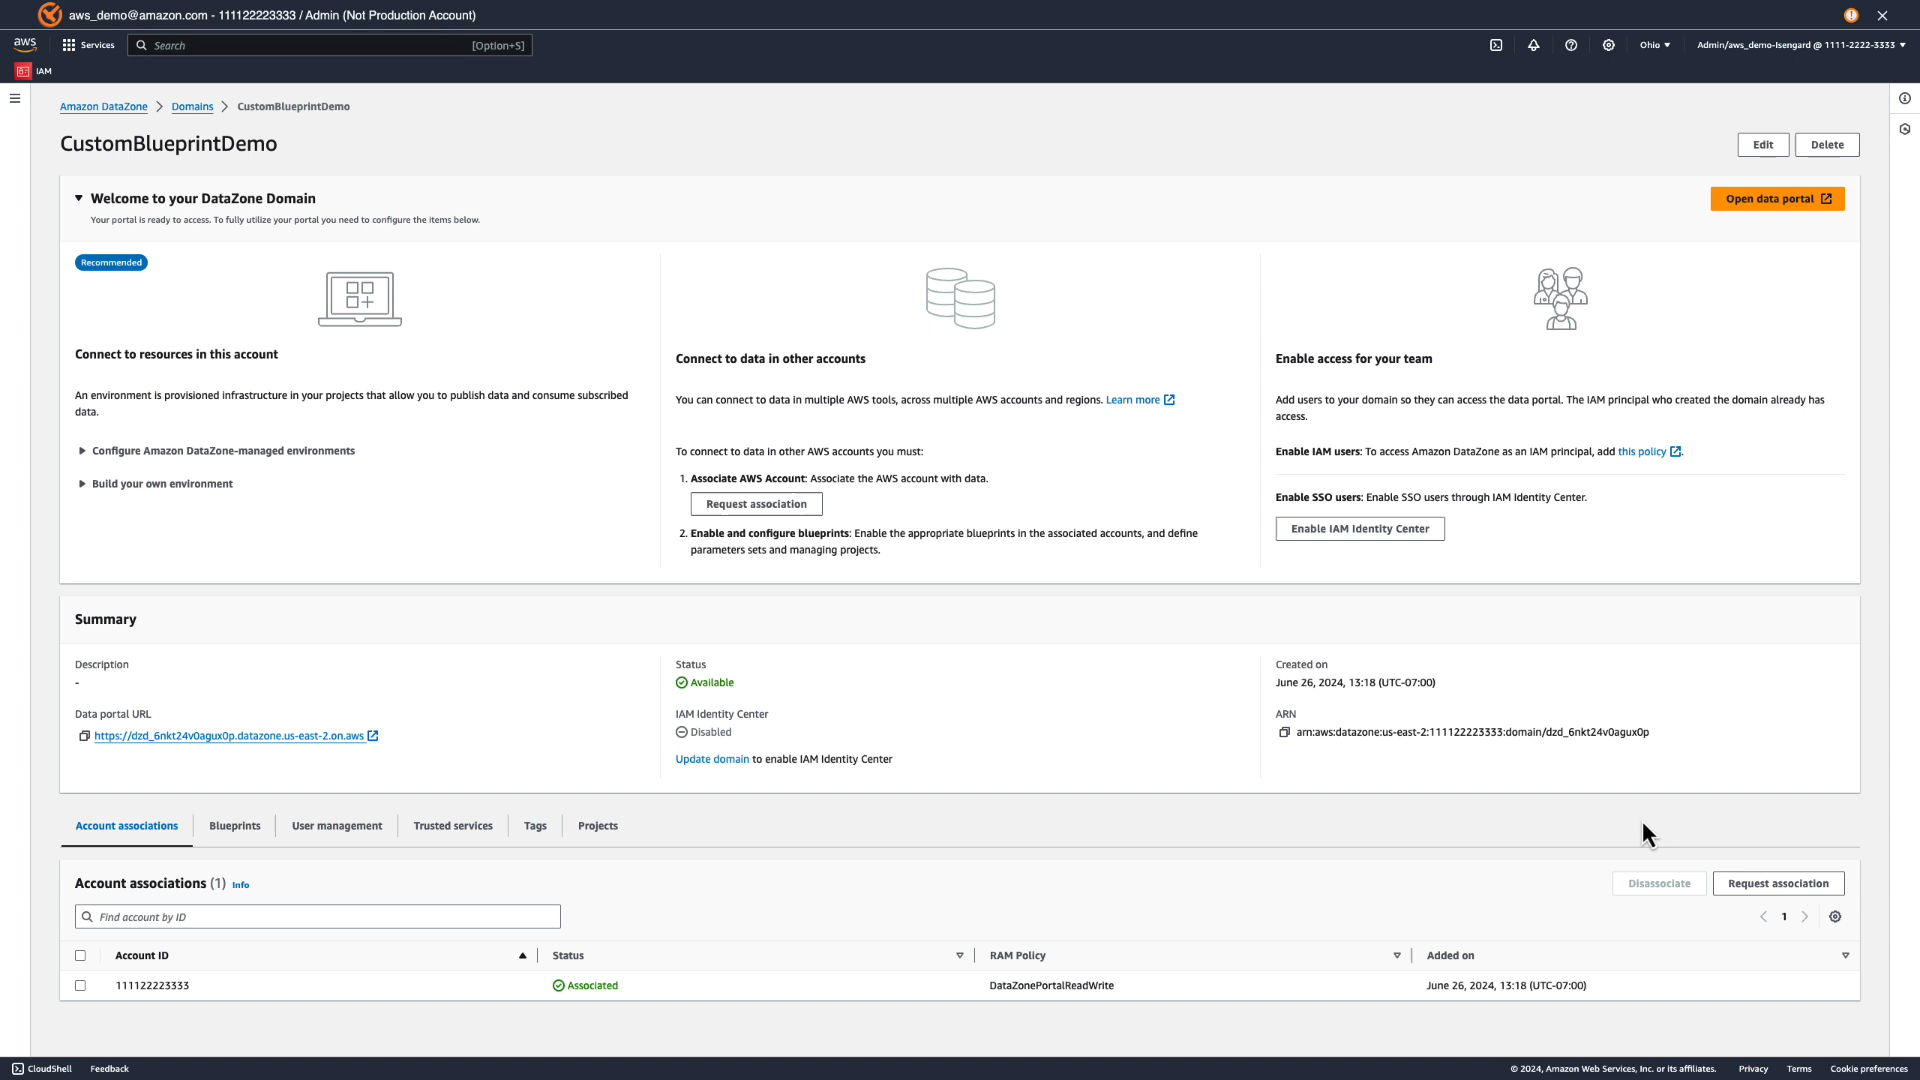 aws_demo@amazon.com - 111122223333 / Admin (Not Production Account)
aws
Services
Search
[Option+S]
Ohio
Admin/aws_demo-Isengard @ 1111-2222-3333
IAM
Amazon DataZone
Domains
CustomBlueprintDemo
CustomBlueprintDemo
Edit
Delete
Welcome to your DataZone Domain
Your portal is ready to access. To fully utilize your portal you need to configure the items below.
Open data portal
Recommended
Connect to resources in this account
An environment is provisioned infrastructure in your projects that allow you to publish data and consume subscribed
data.
Configure Amazon DataZone-managed environments
Build your own environment
Connect to data in other accounts
You can connect to data in multiple AWS tools, across multiple AWS accounts and regions. Learn more
To connect to data in other AWS accounts you must:
1. Associate AWS Account: Associate the AWS account with data.
Request association
2. Enable and configure blueprints: Enable the appropriate blueprints in the associated accounts, and define
parameters sets and managing projects.
Enable access for your team
Add users to your domain so they can access the data portal. The IAM principal who created the domain already has
access.
Enable IAM users: To access Amazon DataZone as an IAM principal, add this policy.
Enable SSO users: Enable SSO users through IAM Identity Center.
Enable IAM Identity Center
Summary
Description
-
Data portal URL
https://dzd_6nkt24v0agux0p.datazone.us-east-2.on.aws
Status
Available
IAM Identity Center
Disabled
Update domain to enable IAM Identity Center
Created on
June 26, 2024, 13:18 (UTC-07:00)
ARN
arn:aws:datazone:us-east-2:111122223333:domain/dzd_6nkt24v0agux0p
Account associations
Blueprints
User management
Trusted services
Tags
Projects
Account associations (1) Info
Disassociate
Request association
Find account by ID
1
Account ID
Status
RAM Policy
Added on
111122223333
Associated
DataZonePortalReadWrite
June 26, 2024, 13:18 (UTC-07:00)
CloudShell
Feedback
© 2024, Amazon Web Services, Inc. or its affiliates.
Privacy
Terms
Cookie preferences